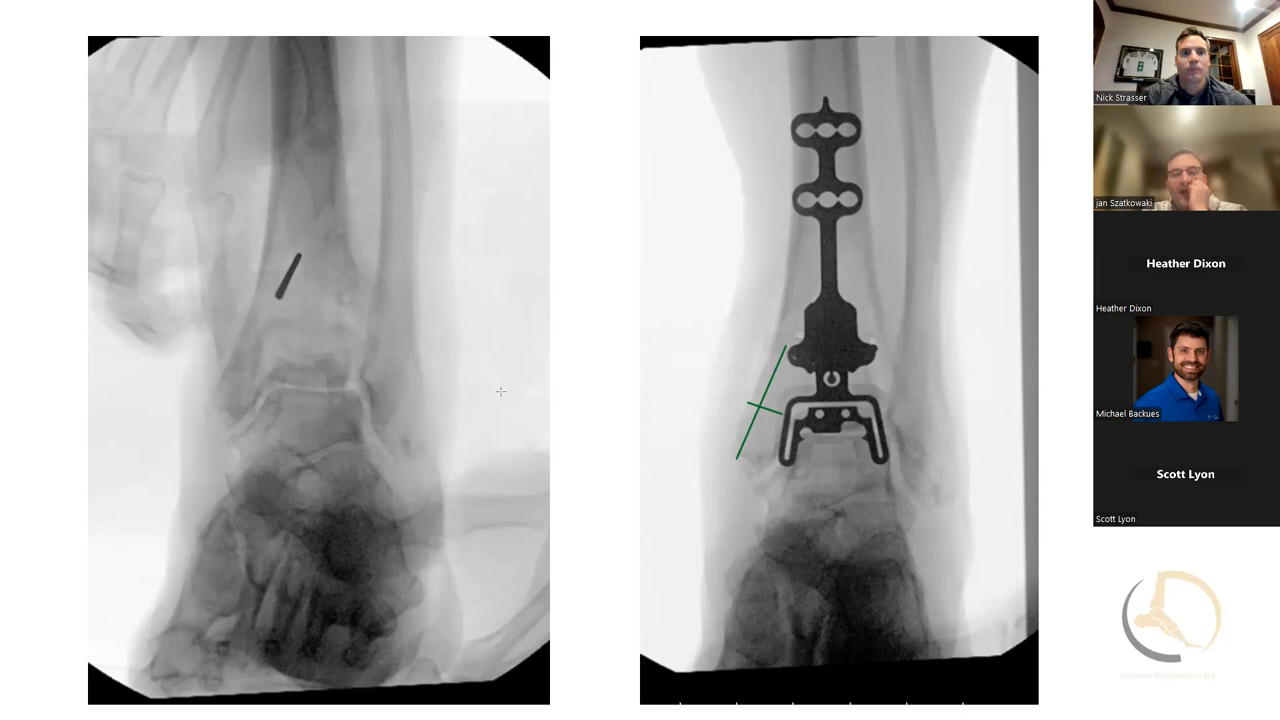 Nick Strasser
jan Szatkowaki
Heather Dixon
Heather Dixon
Michael Backues
Scott Lyon
Scott Lyon